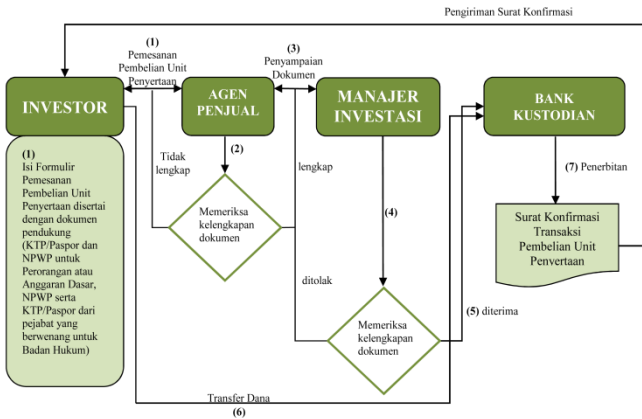 Pengiriman Surat Konfirmasi
(1)
Pemesanan
Pembelian Unit
Penyertaan
(3)
Penyampaian
Dokumen
INVESTOR
AGEN
PENJUAL
MANAJER
INVESTASI
BANK
KUSTODIAN
(1)
Isi Formulir
Pemesanan
Pembelian Unit
Penyertaan disertai
dengan dokumen
pendukung
(KTP/Paspor dan
NPWP untuk
Perorangan atau
Anggaran Dasar,
NPWP serta
KTP/Paspor dari
pejabat yang
berwenang untuk
Badan Hukum)
Tidak
lengkap
(2)
lengkap
Memeriksa
kelengkapan
dokumen
(4)
ditolak
Memeriksa
kelengkapan
dokumen
(7) Penerbitan
Surat Konfirmasi
Transaksi
Pembelian Unit
Penvertaan
(5) diterima
Transfer Dana
(6)